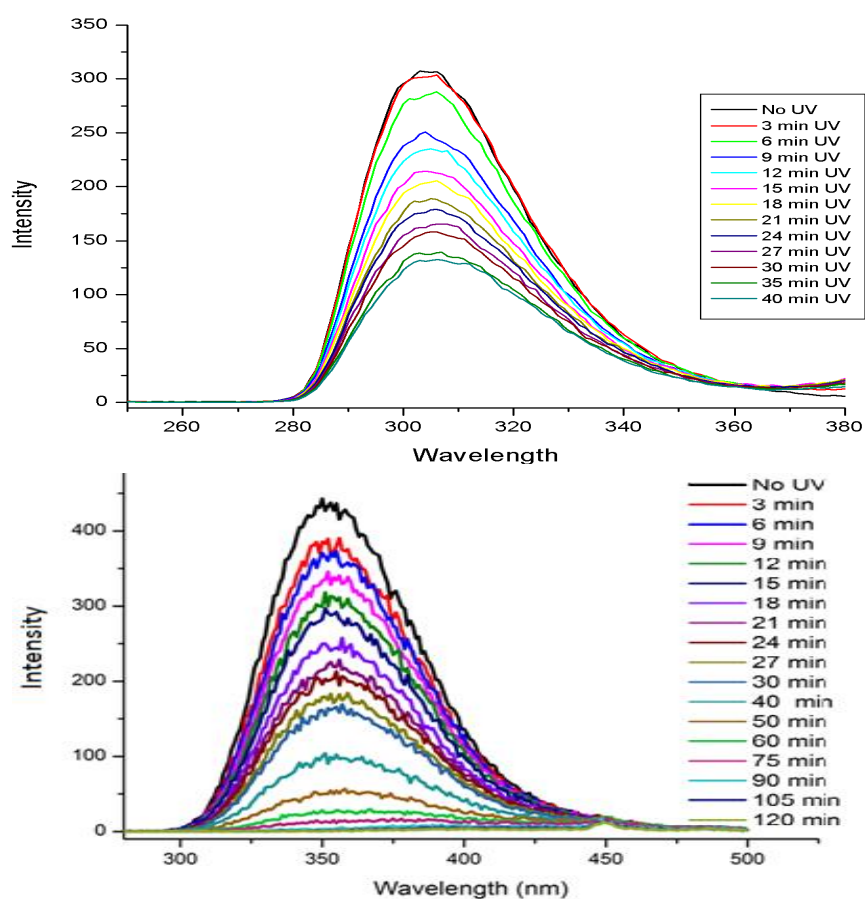 350
300
250
200
150
100
50
0
Intensity
260
280
300
320
340
360
380
Wavelength
No UV
3 min UV
6 min UV
9 min UV
12 min UV
15 min UV
18 min UV
21 min UV
24 min UV
27 min UV
30 min UV
35 min UV
40 min UV
400
300
200
100
0
Intensity
300
350
400
450
500
Wavelength (nm)
No UV
3 min
6 min
9 min
12 min
15 min
18 min
21 min
24 min
27 min
30 min
40 min
50 min
60 min
75 min
90 min
105 min
120 min